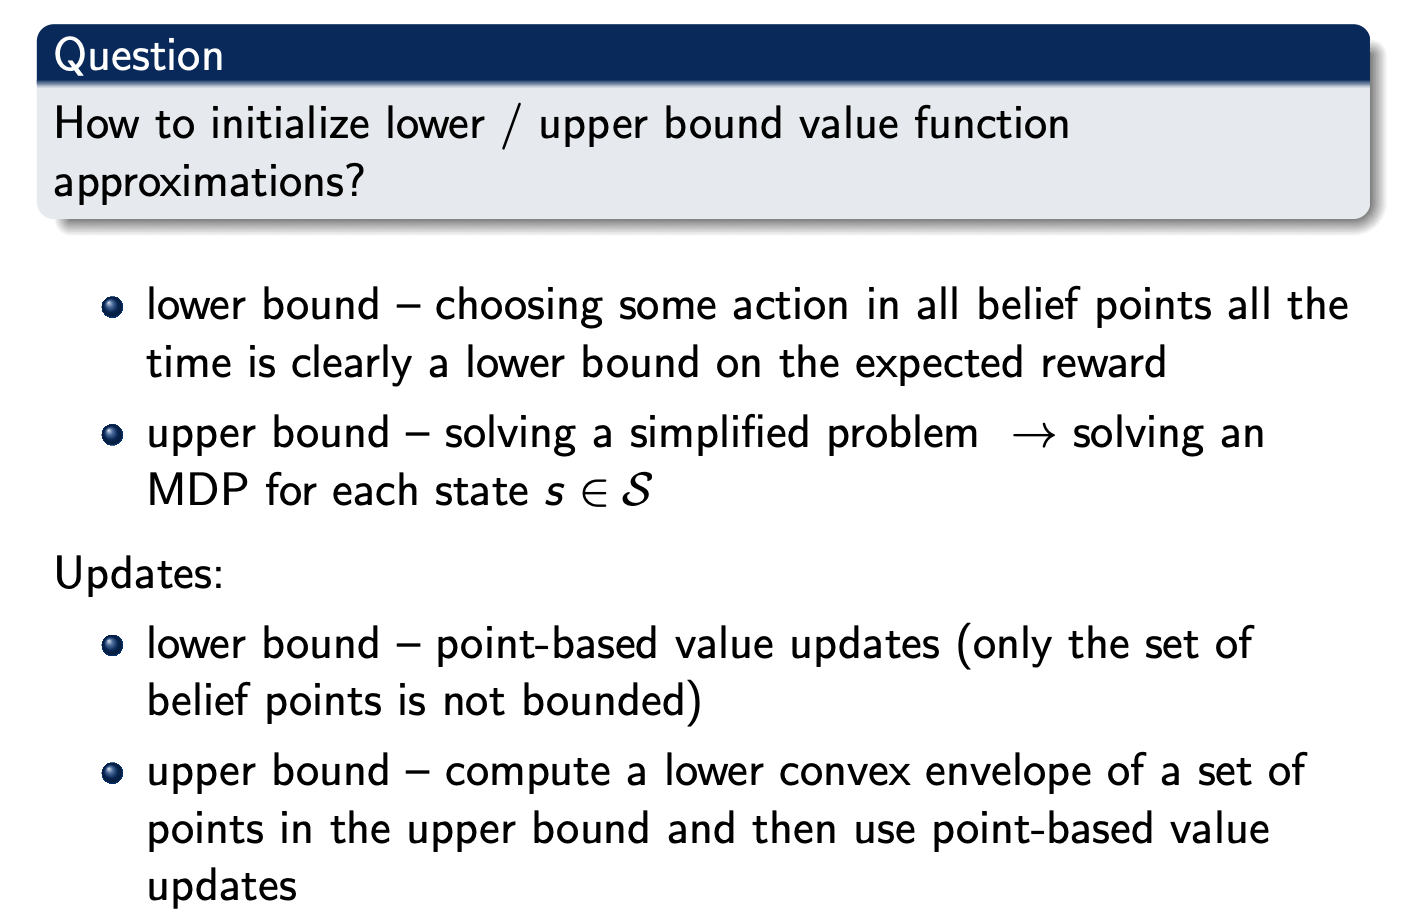 Question
How to initialize lower / upper bound value function
approximations?
lower bound – choosing some action in all belief points all the
time is clearly a lower bound on the expected reward
upper bound – solving a simplified problem → solving an
MDP for each state s ∈ 𝒮
Updates:
lower bound – point-based value updates (only the set of
belief points is not bounded)
upper bound – compute a lower convex envelope of a set of
points in the upper bound and then use point-based value
updates